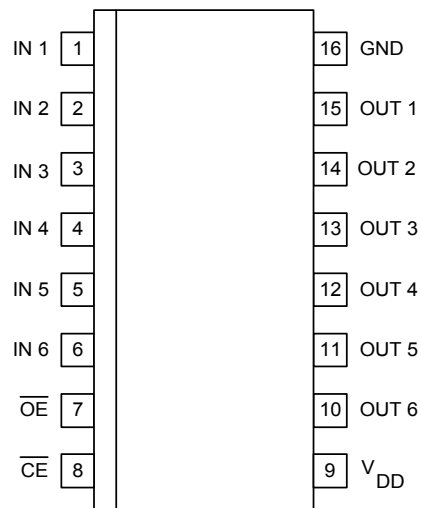 IN 1 1 16 GND
IN 2 2 15 OUT 1
IN 3 3 14 OUT 2
IN 4 4 13 OUT 3
IN 5 5 12 OUT 4
IN 6 6 11 OUT 5
O̅E̅ 7 10 OUT 6
C̅E̅ 8 9 VDD